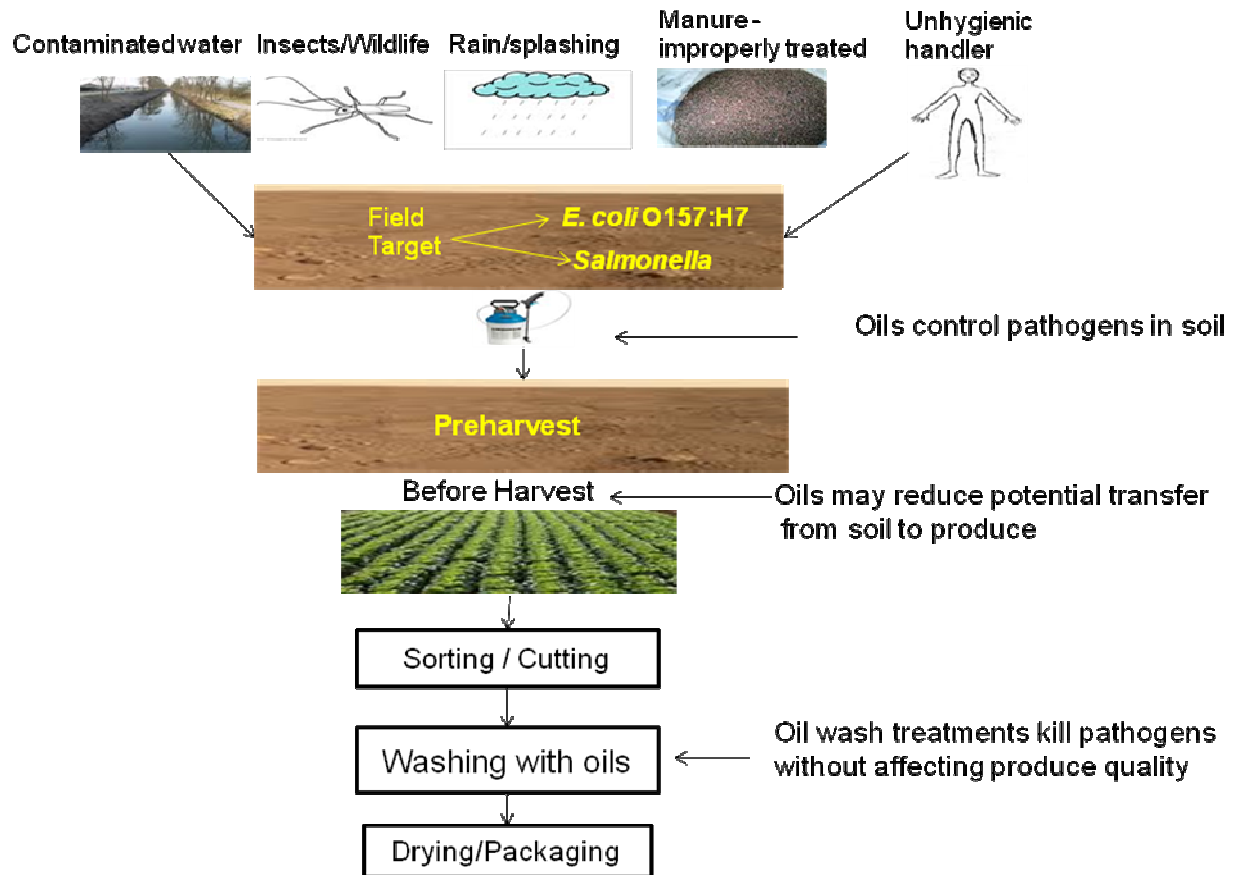 Contaminated water
Insects/Wildlife
Rain/splashing
Manure-
improperly treated
Unhygienic
handler
Field
Target
E. coli O157:H7
Salmonella
Oils control pathogens in soil
Preharvest
Before Harvest
Oils may reduce potential transfer
from soil to produce
Sorting / Cutting
Washing with oils
Oil wash treatments kill pathogens
without affecting produce quality
Drying/Packaging